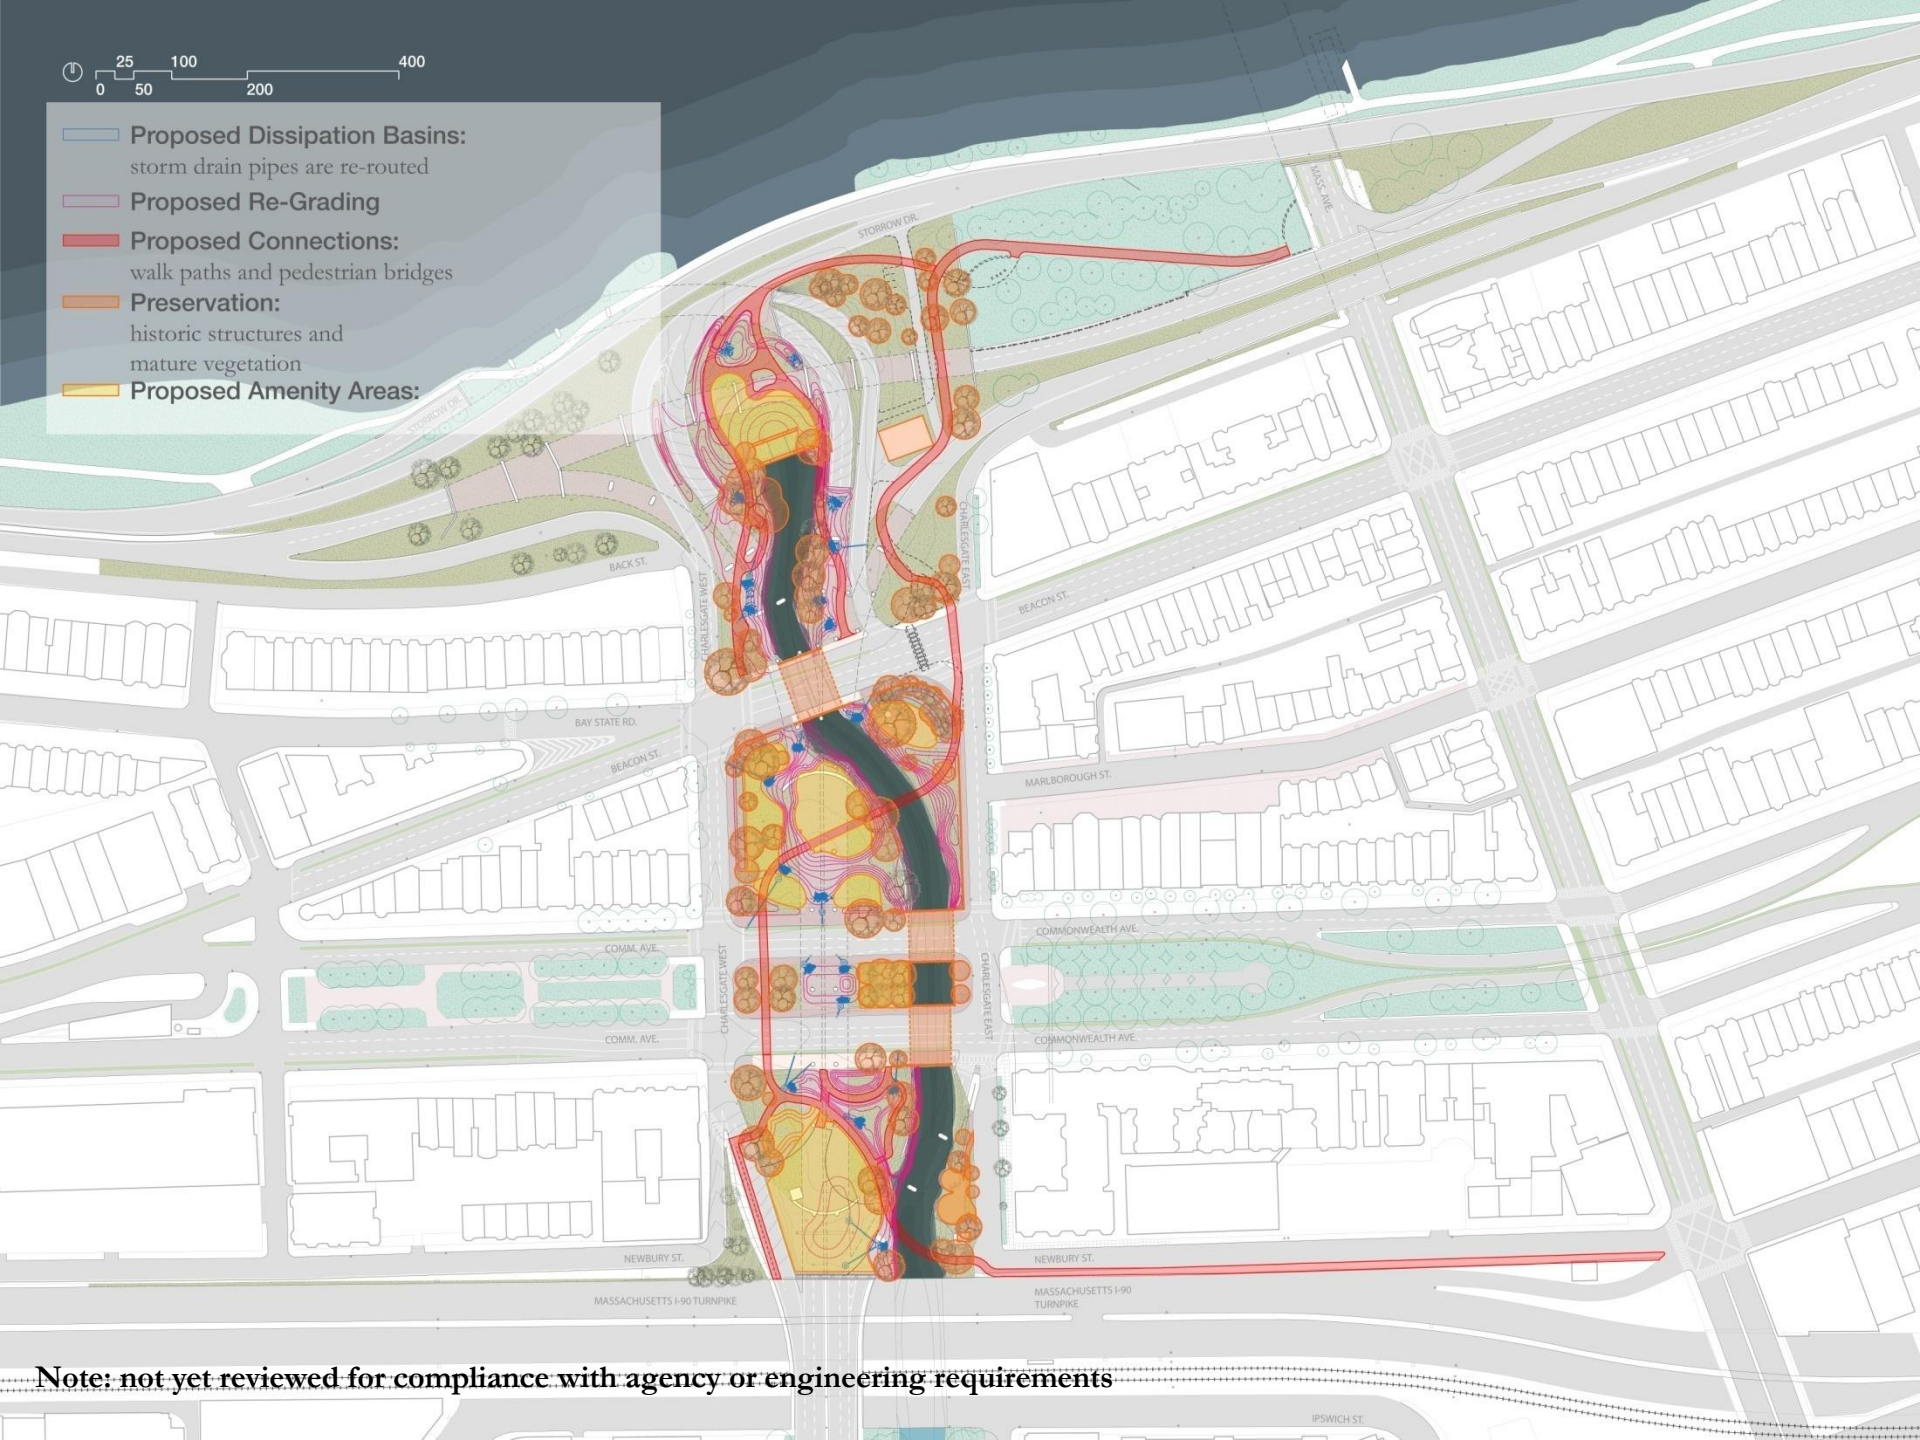 25 100 400
0 50 200
Proposed Dissipation Basins:
storm drain pipes are re-routed
Proposed Re-Grading
Proposed Connections:
walk paths and pedestrian bridges
Preservation:
historic structures and
mature vegetation
Proposed Amenity Areas:
MASS. AVE.
STORROW DR.
STORROW DR.
BACK ST.
CHARLESGATE WEST
CHARLESGATE EAST
BEACON ST.
BAY STATE RD.
BEACON ST.
MARLBOROUGH ST.
COMM. AVE.
COMMONWEALTH AVE.
CHARLESGATE WEST
CHARLESGATE EAST
COMM. AVE.
COMMONWEALTH AVE.
NEWBURY ST.
NEWBURY ST.
MASSACHUSETTS I-90 TURNPIKE
MASSACHUSETTS I-90
TURNPIKE
Note: not yet reviewed for compliance with agency or engineering requirements
IPSWICH ST.